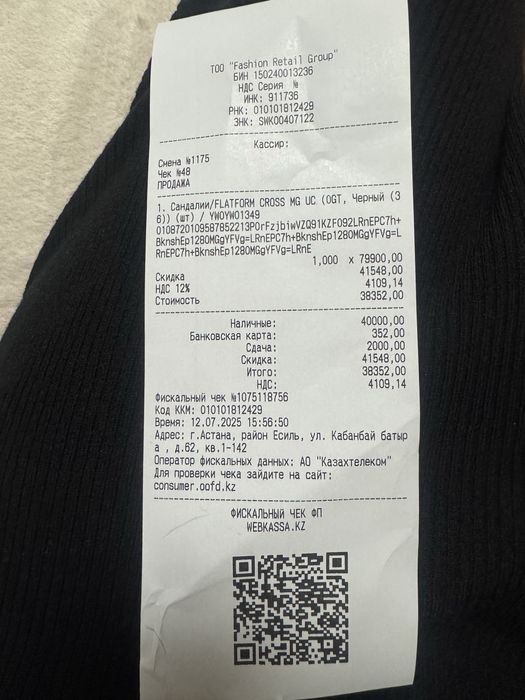 ТОО "Fashion Retail Group"
БИН 150240013236
НДС Серия №
ИНК: 911736
РНК: 010101812429
ЗНК: SWK00407122
Кассир:
Смена №1175
Чек №48
ПРОДАЖА
1. Сандалии/FLATFORM CROSS MG UC (OGT, Черный (3
6)) (шт) / YW0YW01349
0108720109587852213P0rFzjbiwVZQ91KZF092LRnEPC7h+
BknshEp128OMGgYFVg=LRnEPC7h+BknshEp128OMGgYFVg=L
RnEPC7h+BknshEp128OMGgYFVg=LRnE
1,000 x 79900,00
Скидка 41548,00
НДС 12% 4109,14
Стоимость 38352,00
Наличные: 40000,00
Банковская карта: 352,00
Сдача: 2000,00
Скидка: 41548,00
Итого: 38352,00
НДС: 4109,14
Фискальный чек №1075118756
Код ККМ: 010101812429
Время: 12.07.2025 15:56:50
Адрес: г.Астана, район Есиль, ул. Кабанбай батыр
а , д.62, кв.1-142
Оператор фискальных данных: АО "Казахтелеком"
Для проверки чека зайдите на сайт:
consumer.oofd.kz
ФИСКАЛЬНЫЙ ЧЕК ФП
WEBKASSA.KZ